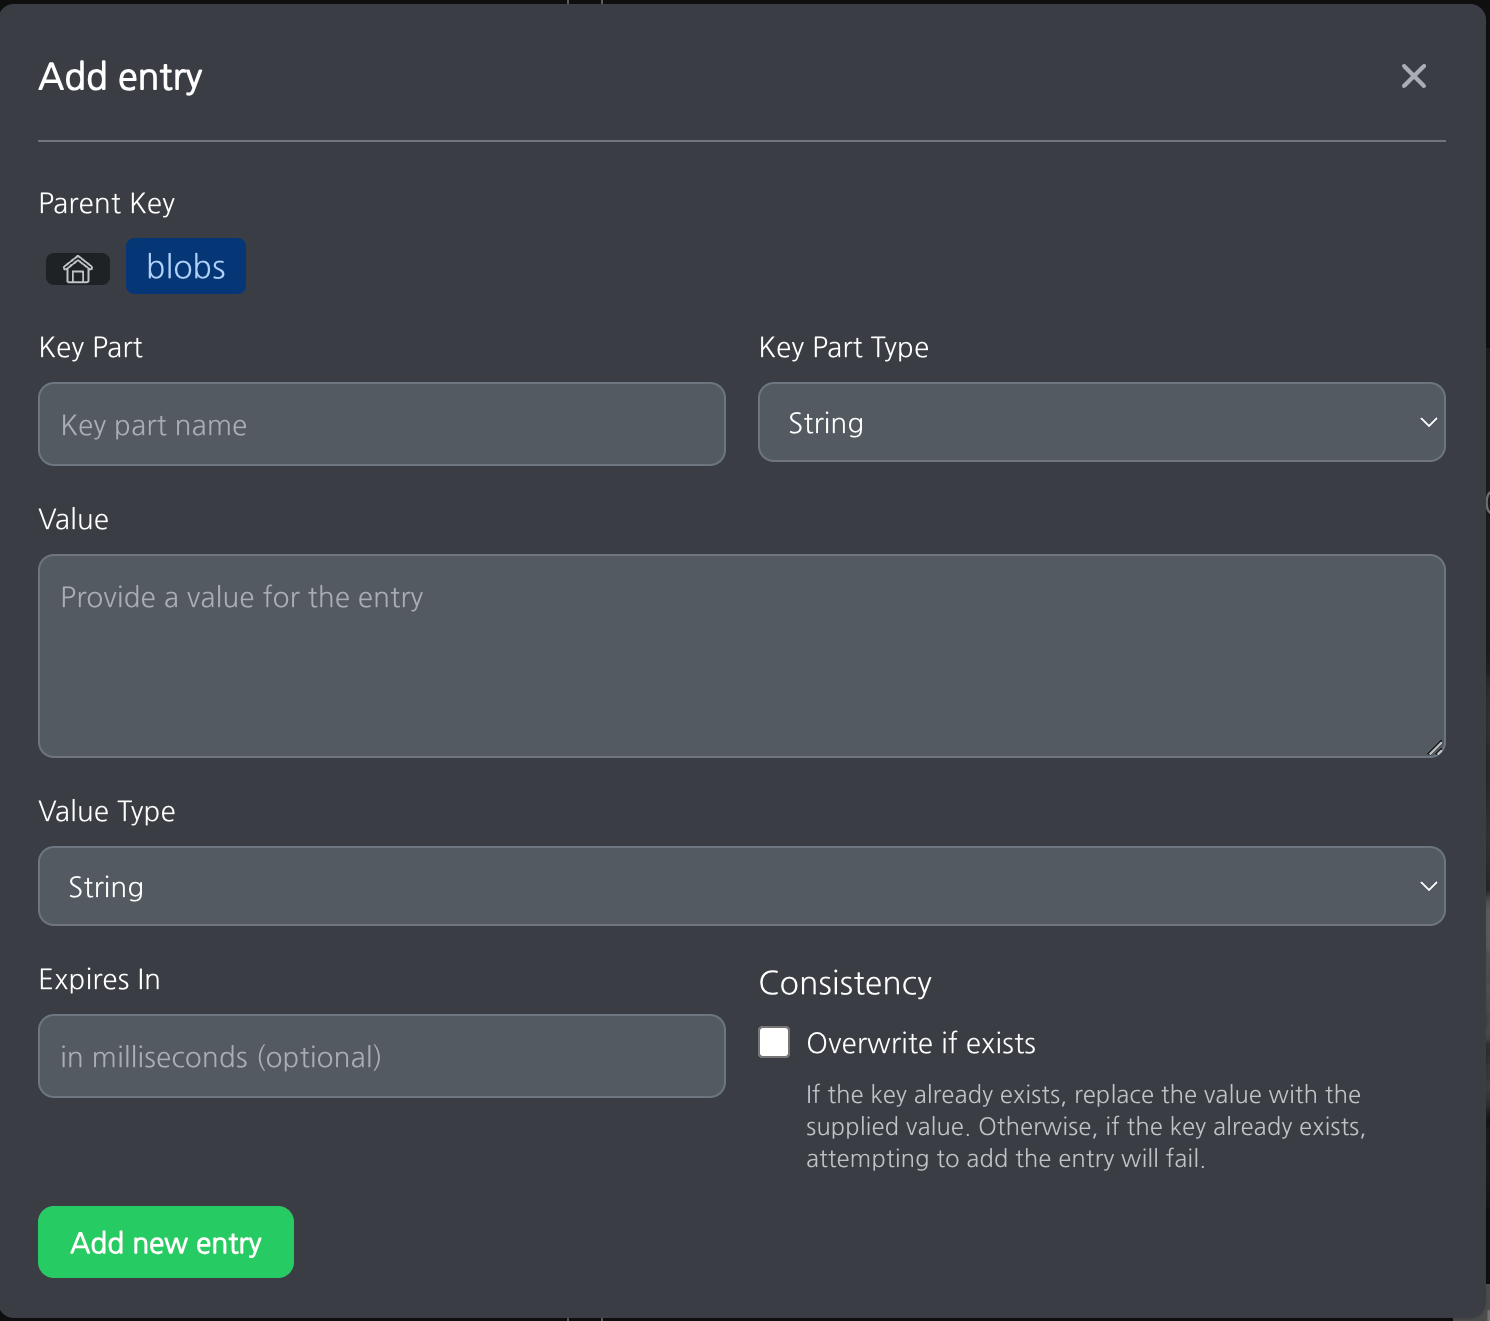 Add entry
Parent Key
blobs
Key Part
Key Part Type
Key part name
String
Value
Provide a value for the entry
Value Type
String
Expires In
in milliseconds (optional)
Consistency
Overwrite if exists
If the key already exists, replace the value with the
supplied value. Otherwise, if the key already exists,
attempting to add the entry will fail.
Add new entry